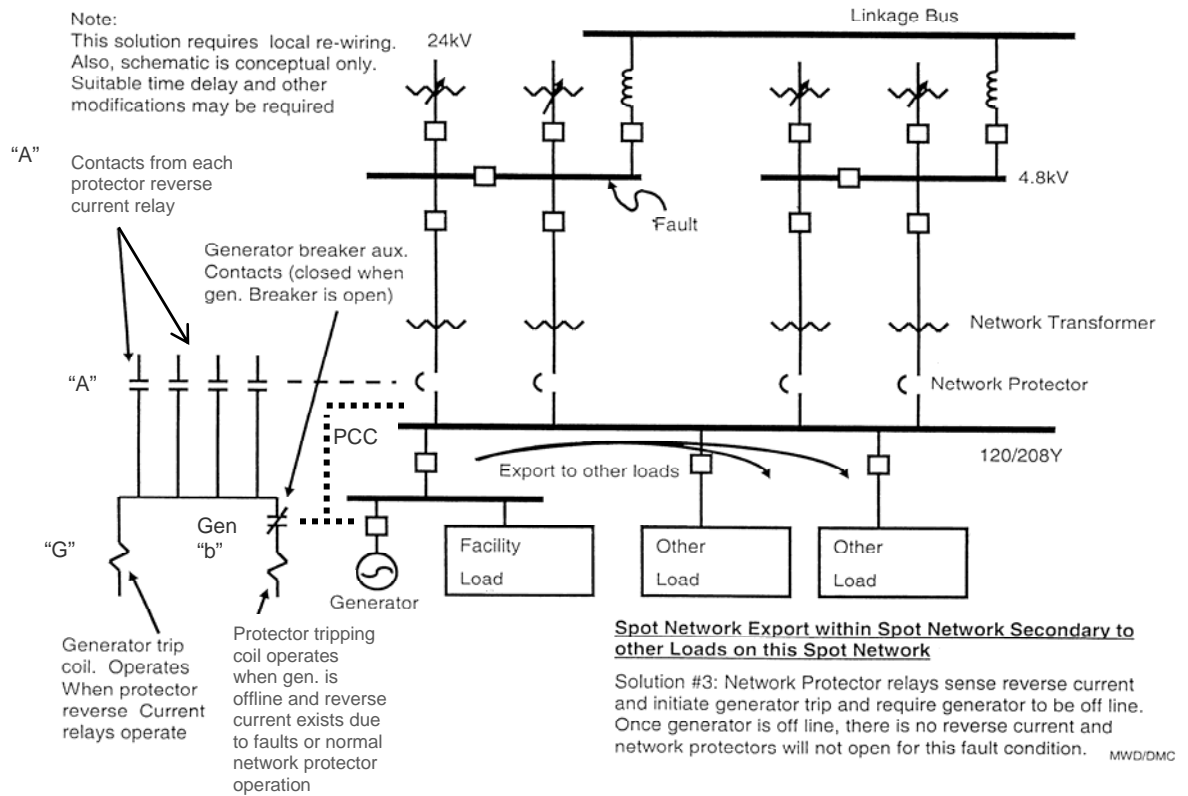 Note:
This solution requires local re-wiring.
Also, schematic is conceptual only.
Suitable time delay and other
modifications may be required
24kV
Linkage Bus
"A"
Contacts from each
protector reverse
current relay
4.8kV
Fault
Generator breaker aux.
Contacts (closed when
gen. Breaker is open)
Network Transformer
"A"
Network Protector
PCC
120/208Y
Export to other loads
Gen
"b"
"G"
Facility
Load
Other
Load
Other
Load
Generator
Generator trip
coil. Operates
When protector
reverse Current
relays operate
Protector tripping
coil operates
when gen. is
offline and reverse
current exists due
to faults or normal
network protector
operation
Spot Network Export within Spot Network Secondary to
other Loads on this Spot Network
Solution #3: Network Protector relays sense reverse current
and initiate generator trip and require generator to be off line.
Once generator is off line, there is no reverse current and
network protectors will not open for this fault condition.
MWD/DMC